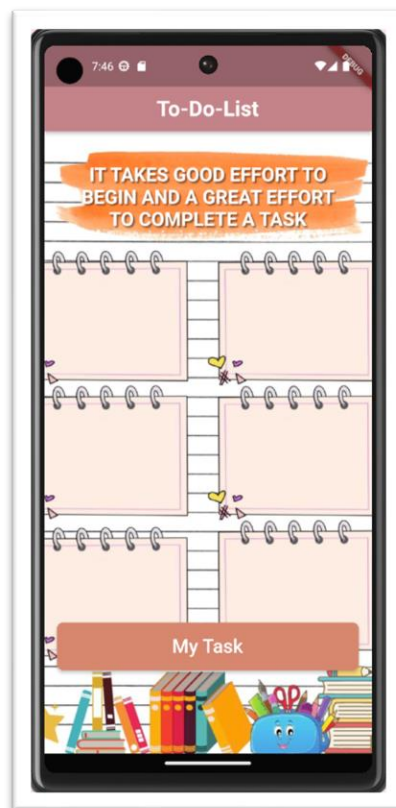 7:46
DEBUG
To-Do-List
IT TAKES GOOD EFFORT TO
BEGIN AND A GREAT EFFORT
TO COMPLETE A TASK
My Task